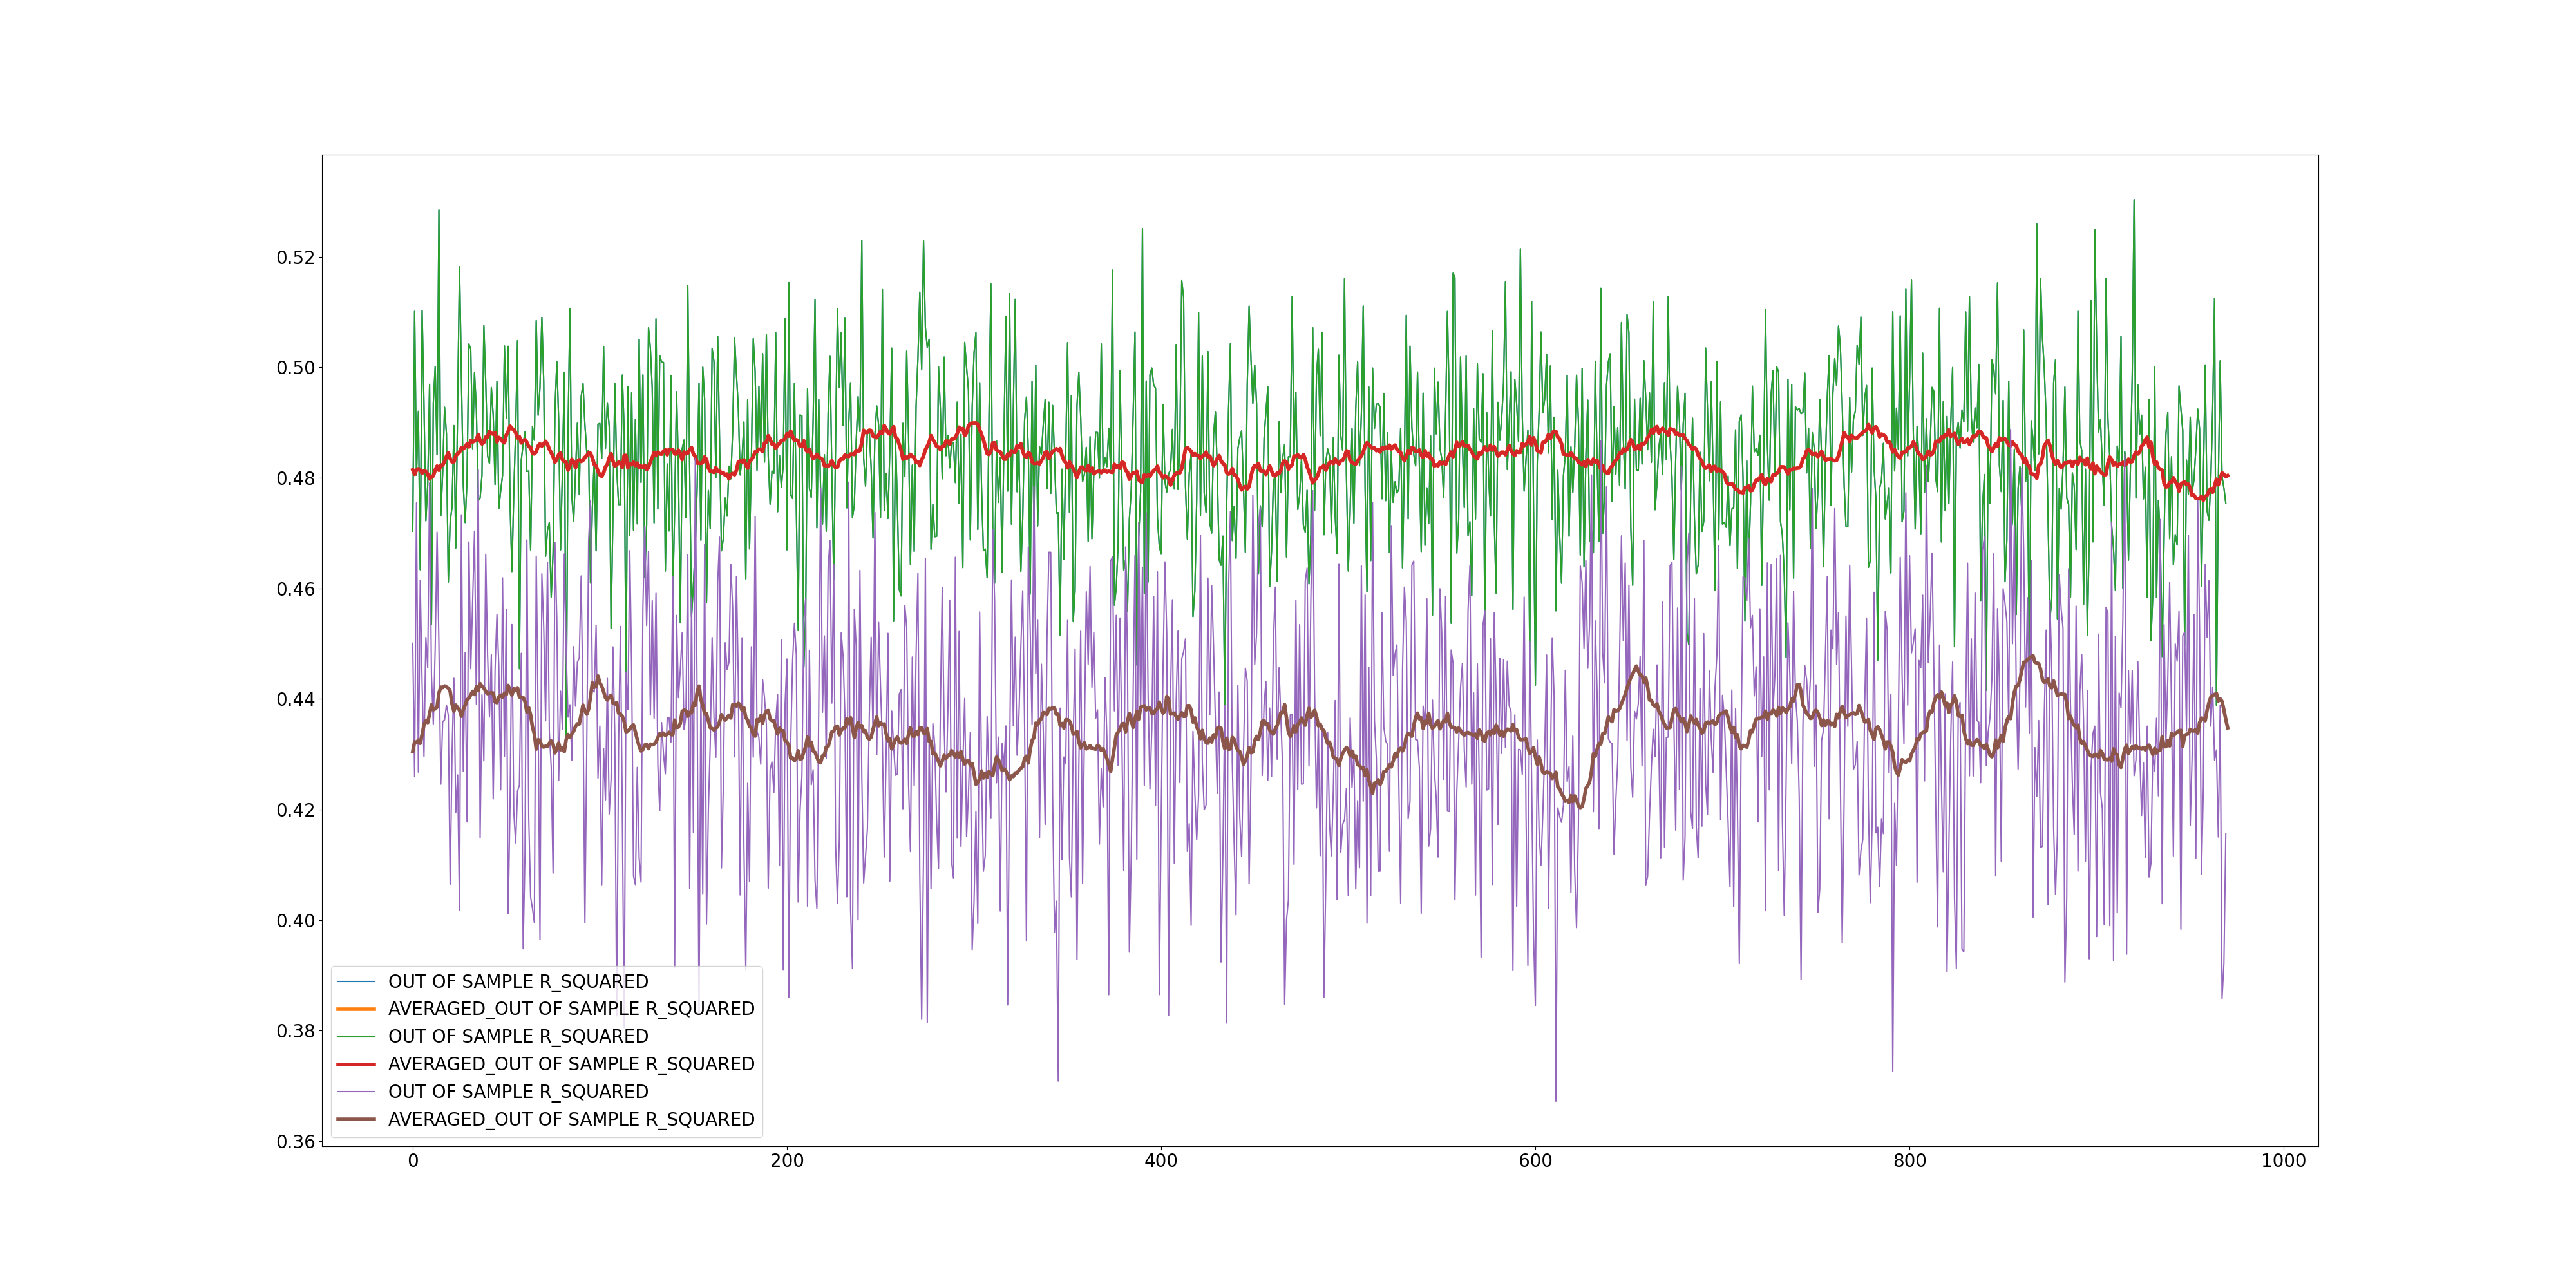 0.52
0.50
0.48
0.46
0.44
0.42
0.40
0.38
0.36
OUT OF SAMPLE R_SQUARED
AVERAGED_OUT OF SAMPLE R_SQUARED
OUT OF SAMPLE R_SQUARED
AVERAGED_OUT OF SAMPLE R_SQUARED
OUT OF SAMPLE R_SQUARED
AVERAGED_OUT OF SAMPLE R_SQUARED
0 200 400 600 800 1000